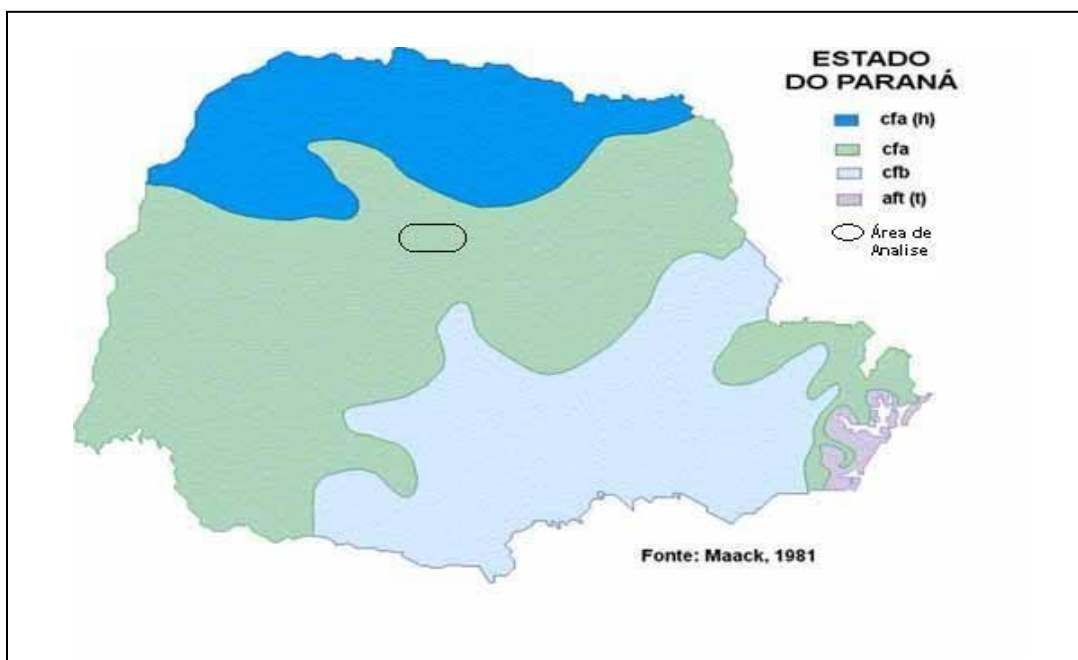 ESTADO
DO PARANÁ
cfa (h)
cfa
cfb
aft (t)
Área de
Analise
Fonte: Maack, 1981